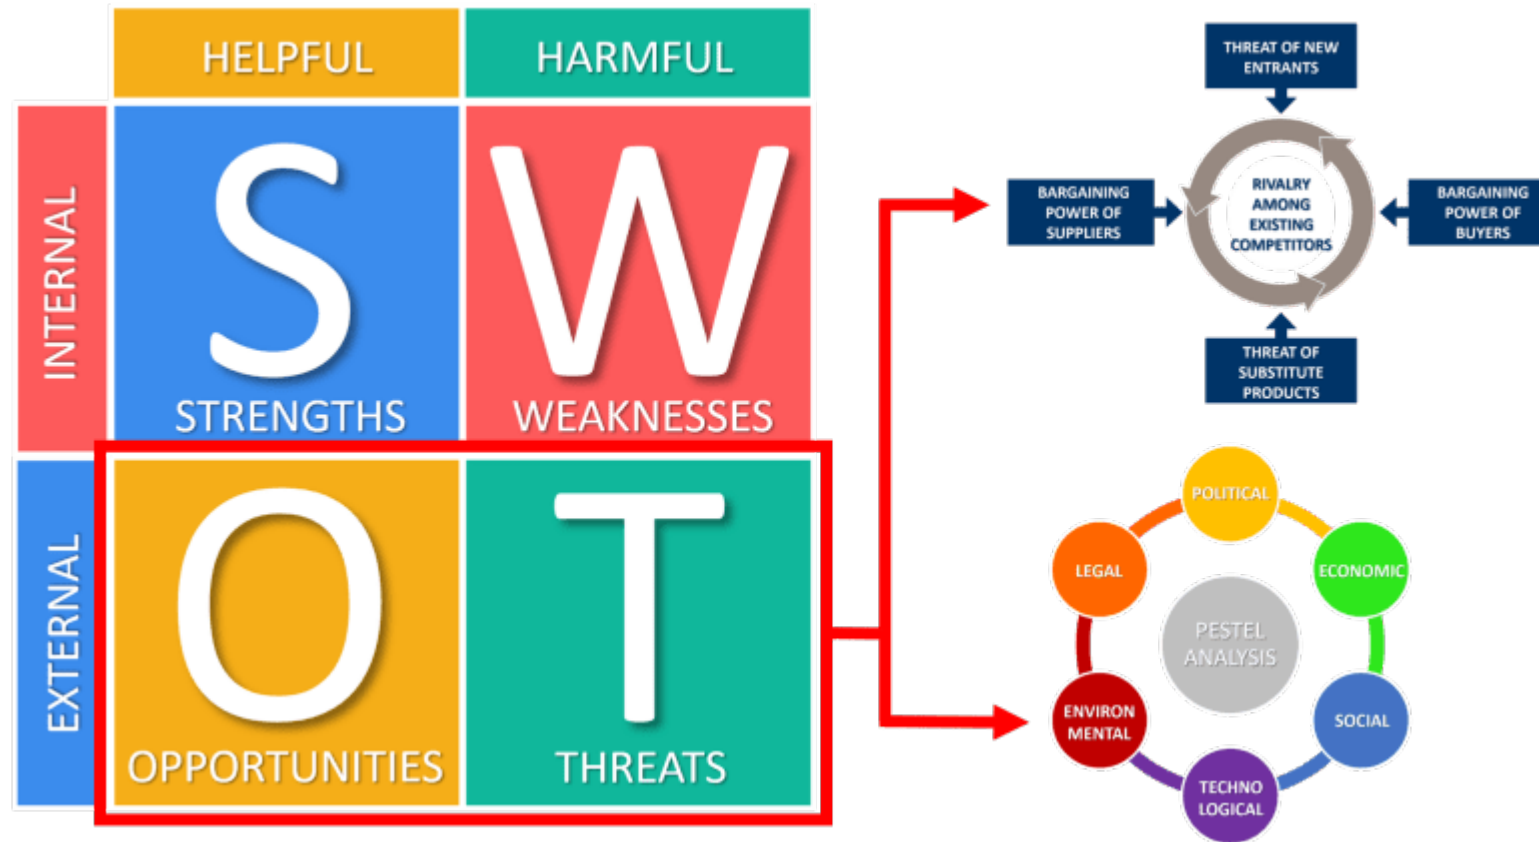 HELPFUL
HARMFUL
INTERNAL
S
STRENGTHS
W
WEAKNESSES
EXTERNAL
O
OPPORTUNITIES
T
THREATS
THREAT OF NEW
ENTRANTS
BARGAINING
POWER OF
SUPPLIERS
RIVALRY
AMONG
EXISTING
COMPETITORS
BARGAINING
POWER OF
BUYERS
THREAT OF
SUBSTITUTE
PRODUCTS
POLITICAL
LEGAL
ECONOMIC
PESTEL
ANALYSIS
ENVIRON
MENTAL
SOCIAL
TECHNO
LOGICAL